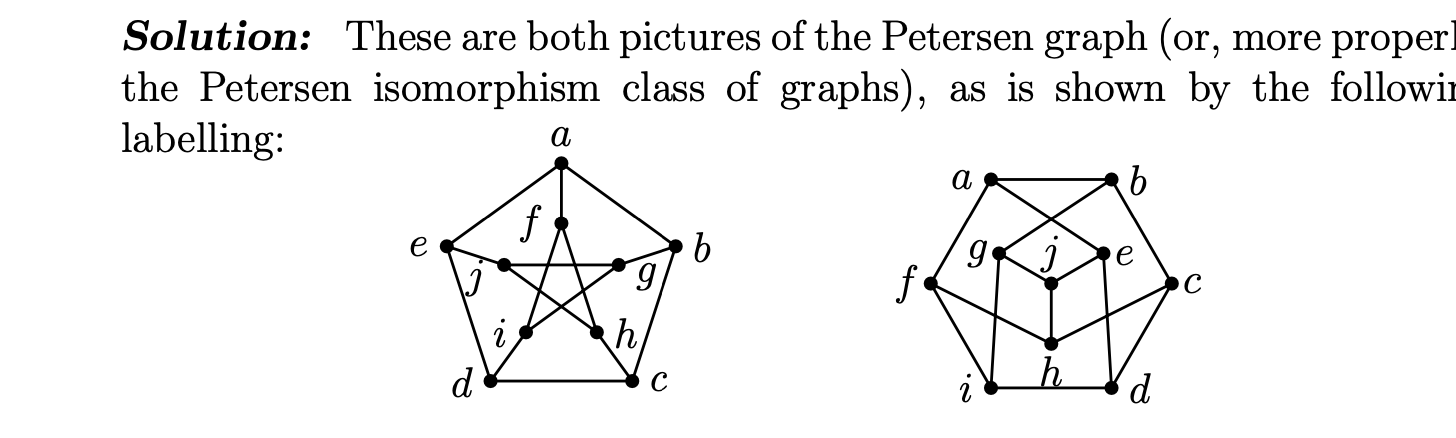 Solution: These are both pictures of the Petersen graph (or, more properl
the Petersen isomorphism class of graphs), as is shown by the followin
labelling:
a
f
e
b
j
g
i
h
d
c
a
b
g
j
e
f
c
h
i
d